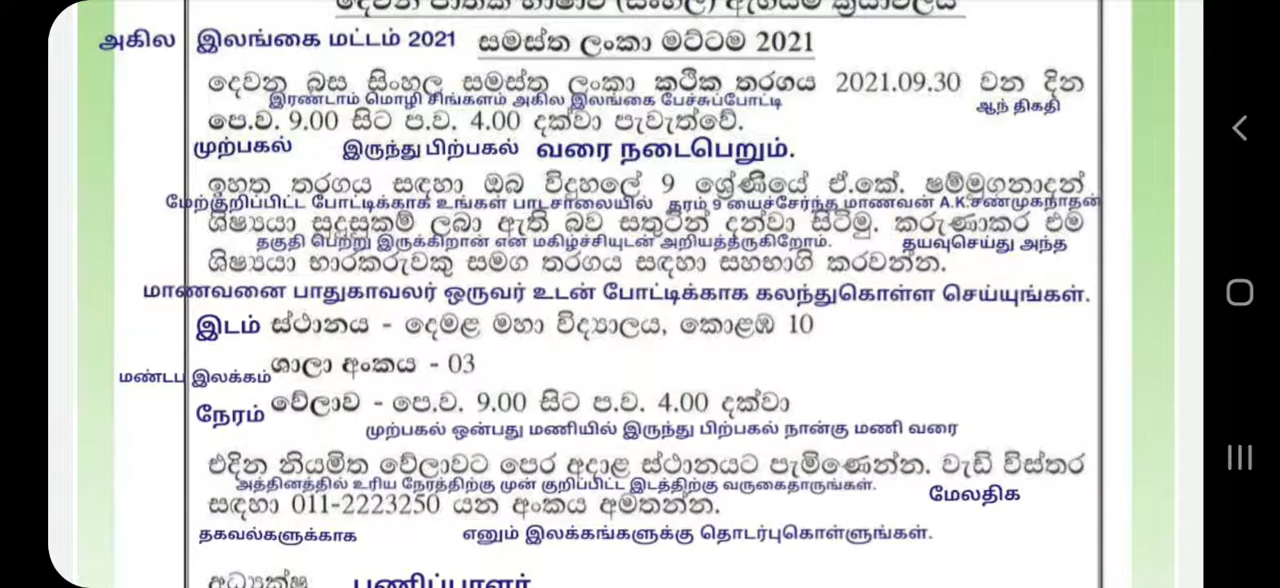 දෙවන ජාතික භාෂාව (සිංහල) ඇගයීම් ක්‍රියාවලිය
அகில இலங்கை மட்டம் 2021 සමස්ත ලංකා මට්ටම 2021
දෙවන බස සිංහල සමස්ත ලංකා කථික තරගය 2021.09.30 වන දින
இரண்டாம் மொழி சிங்களம் அகில இலங்கை பேச்சுப்போட்டி ஆந் திகதி
පෙ.ව. 9.00 සිට ප.ව. 4.00 දක්වා පැවැත්වේ.
முற்பகல் இருந்து பிற்பகல் வரை நடைபெறும்.
ඉහත තරගය සඳහා ඔබ විදුහලේ 9 ශ්‍රේණියේ ඒ.කේ. ෂම්මුගනාදන්
மேற்குறிப்பிட்ட போட்டிக்காக உங்கள் பாடசாலையில் தரம் 9 யைச்சேர்ந்த மாணவன் A.K.சண்முகநாதன்
ශිෂ්‍යයා සුදුසුකම් ලබා ඇති බව සතුටින් දන්වා සිටිමු. කරුණාකර එම
தகுதி பெற்று இருக்கிறான் என மகிழ்ச்சியுடன் அறியத்தருகிறோம். தயவுசெய்து அந்த
ශිෂ්‍යයා භාරකරුවකු සමග තරගය සඳහා සහභාගි කරවන්න.
மாணவனை பாதுகாவலர் ஒருவர் உடன் போட்டிக்காக கலந்துகொள்ள செய்யுங்கள்.
இடம் ස්ථානය - දෙමළ මහා විද්‍යාලය, කොළඹ 10
ශාලා අංකය - 03
மண்டப இலக்கம்
நேரம் වේලාව - පෙ.ව. 9.00 සිට ප.ව. 4.00 දක්වා
முற்பகல் ஒன்பது மணியில் இருந்து பிற்பகல் நான்கு மணி வரை
එදින නියමිත වේලාවට පෙර අදාළ ස්ථානයට පැමිණෙන්න. වැඩි විස්තර
அத்தினத்தில் உரிய நேரத்திற்கு முன் குறிப்பிட்ட இடத்திற்கு வருகைதாருங்கள். மேலதிக
සඳහා 011-2223250 යන අංකය අමතන්න.
தகவல்களுக்காக எனும் இலக்கங்களுக்கு தொடர்புகொள்ளுங்கள்.
අධ්‍යක්ෂ பணிப்பாளர்